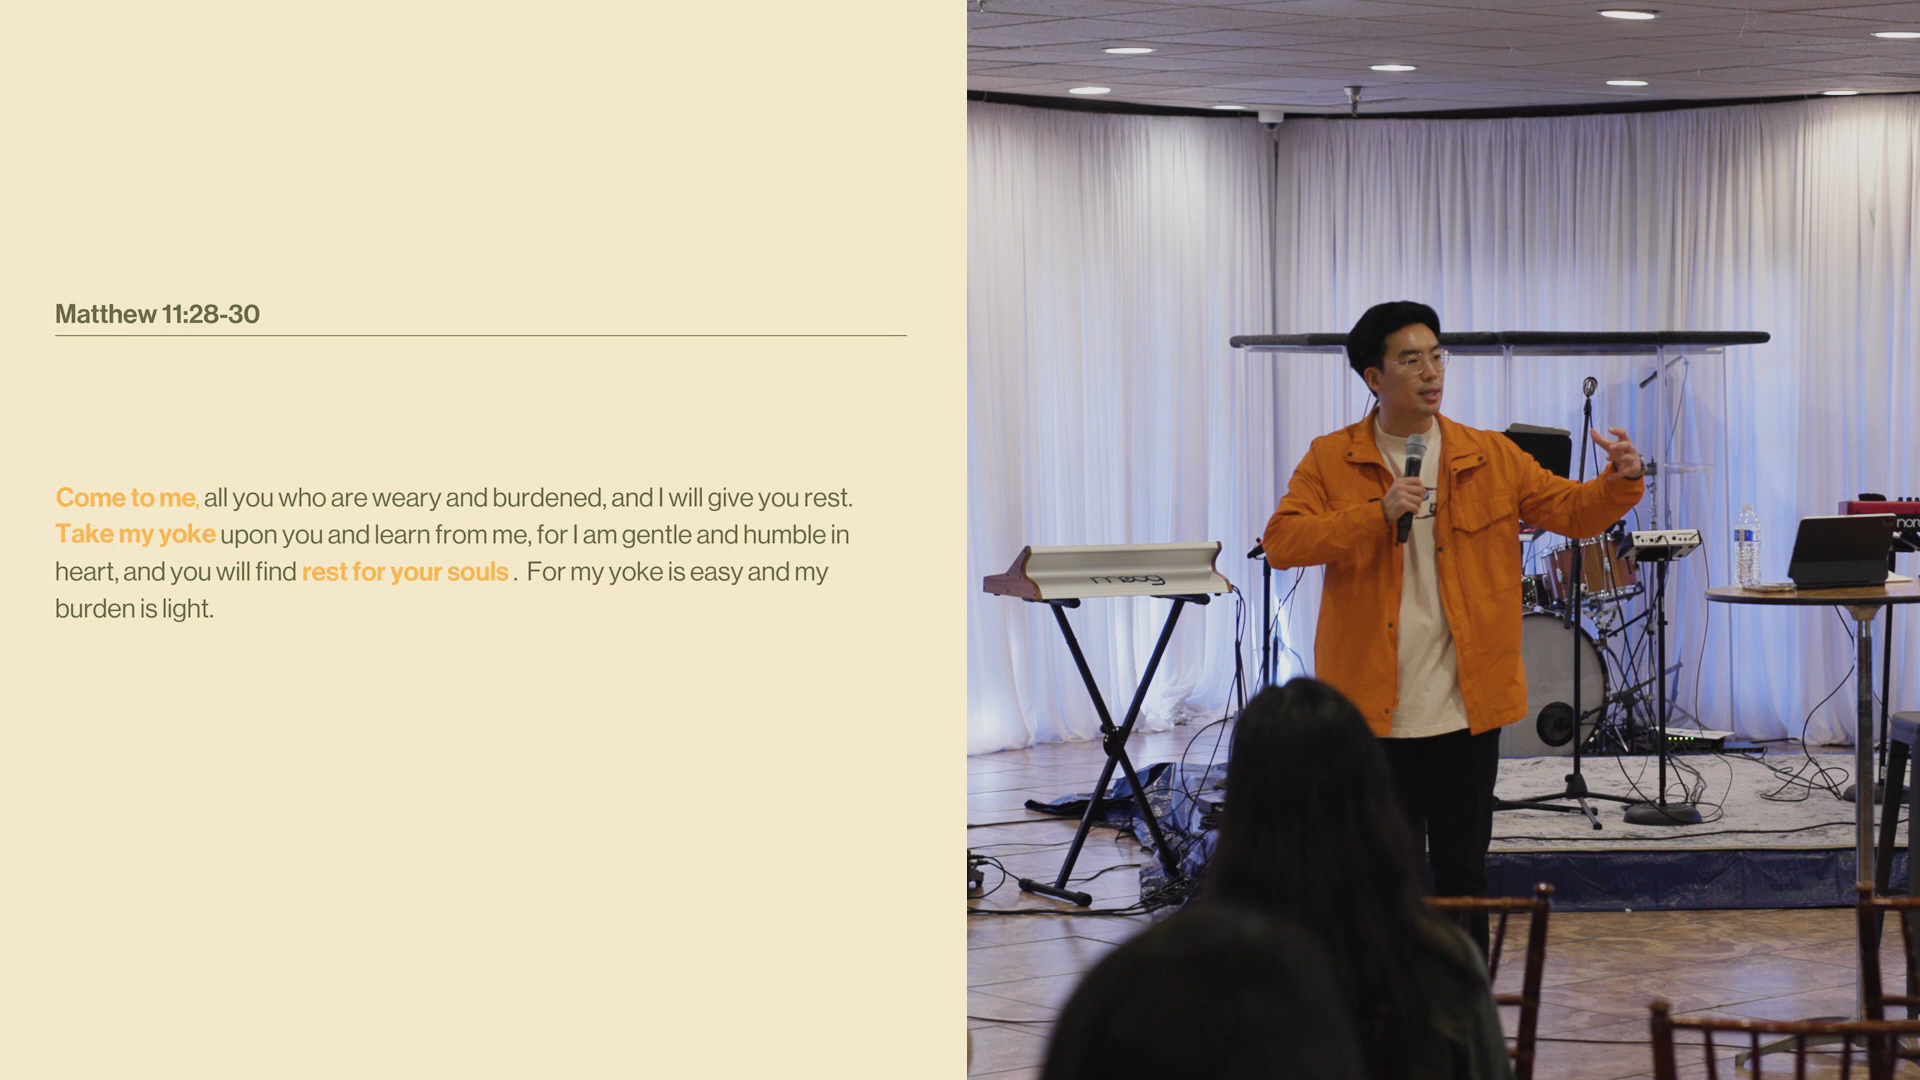 Matthew 11:28-30
Come to me, all you who are weary and burdened, and I will give you rest.
Take my yoke upon you and learn from me, for I am gentle and humble in
heart, and you will find rest for your souls . For my yoke is easy and my
burden is light.
moog
nord